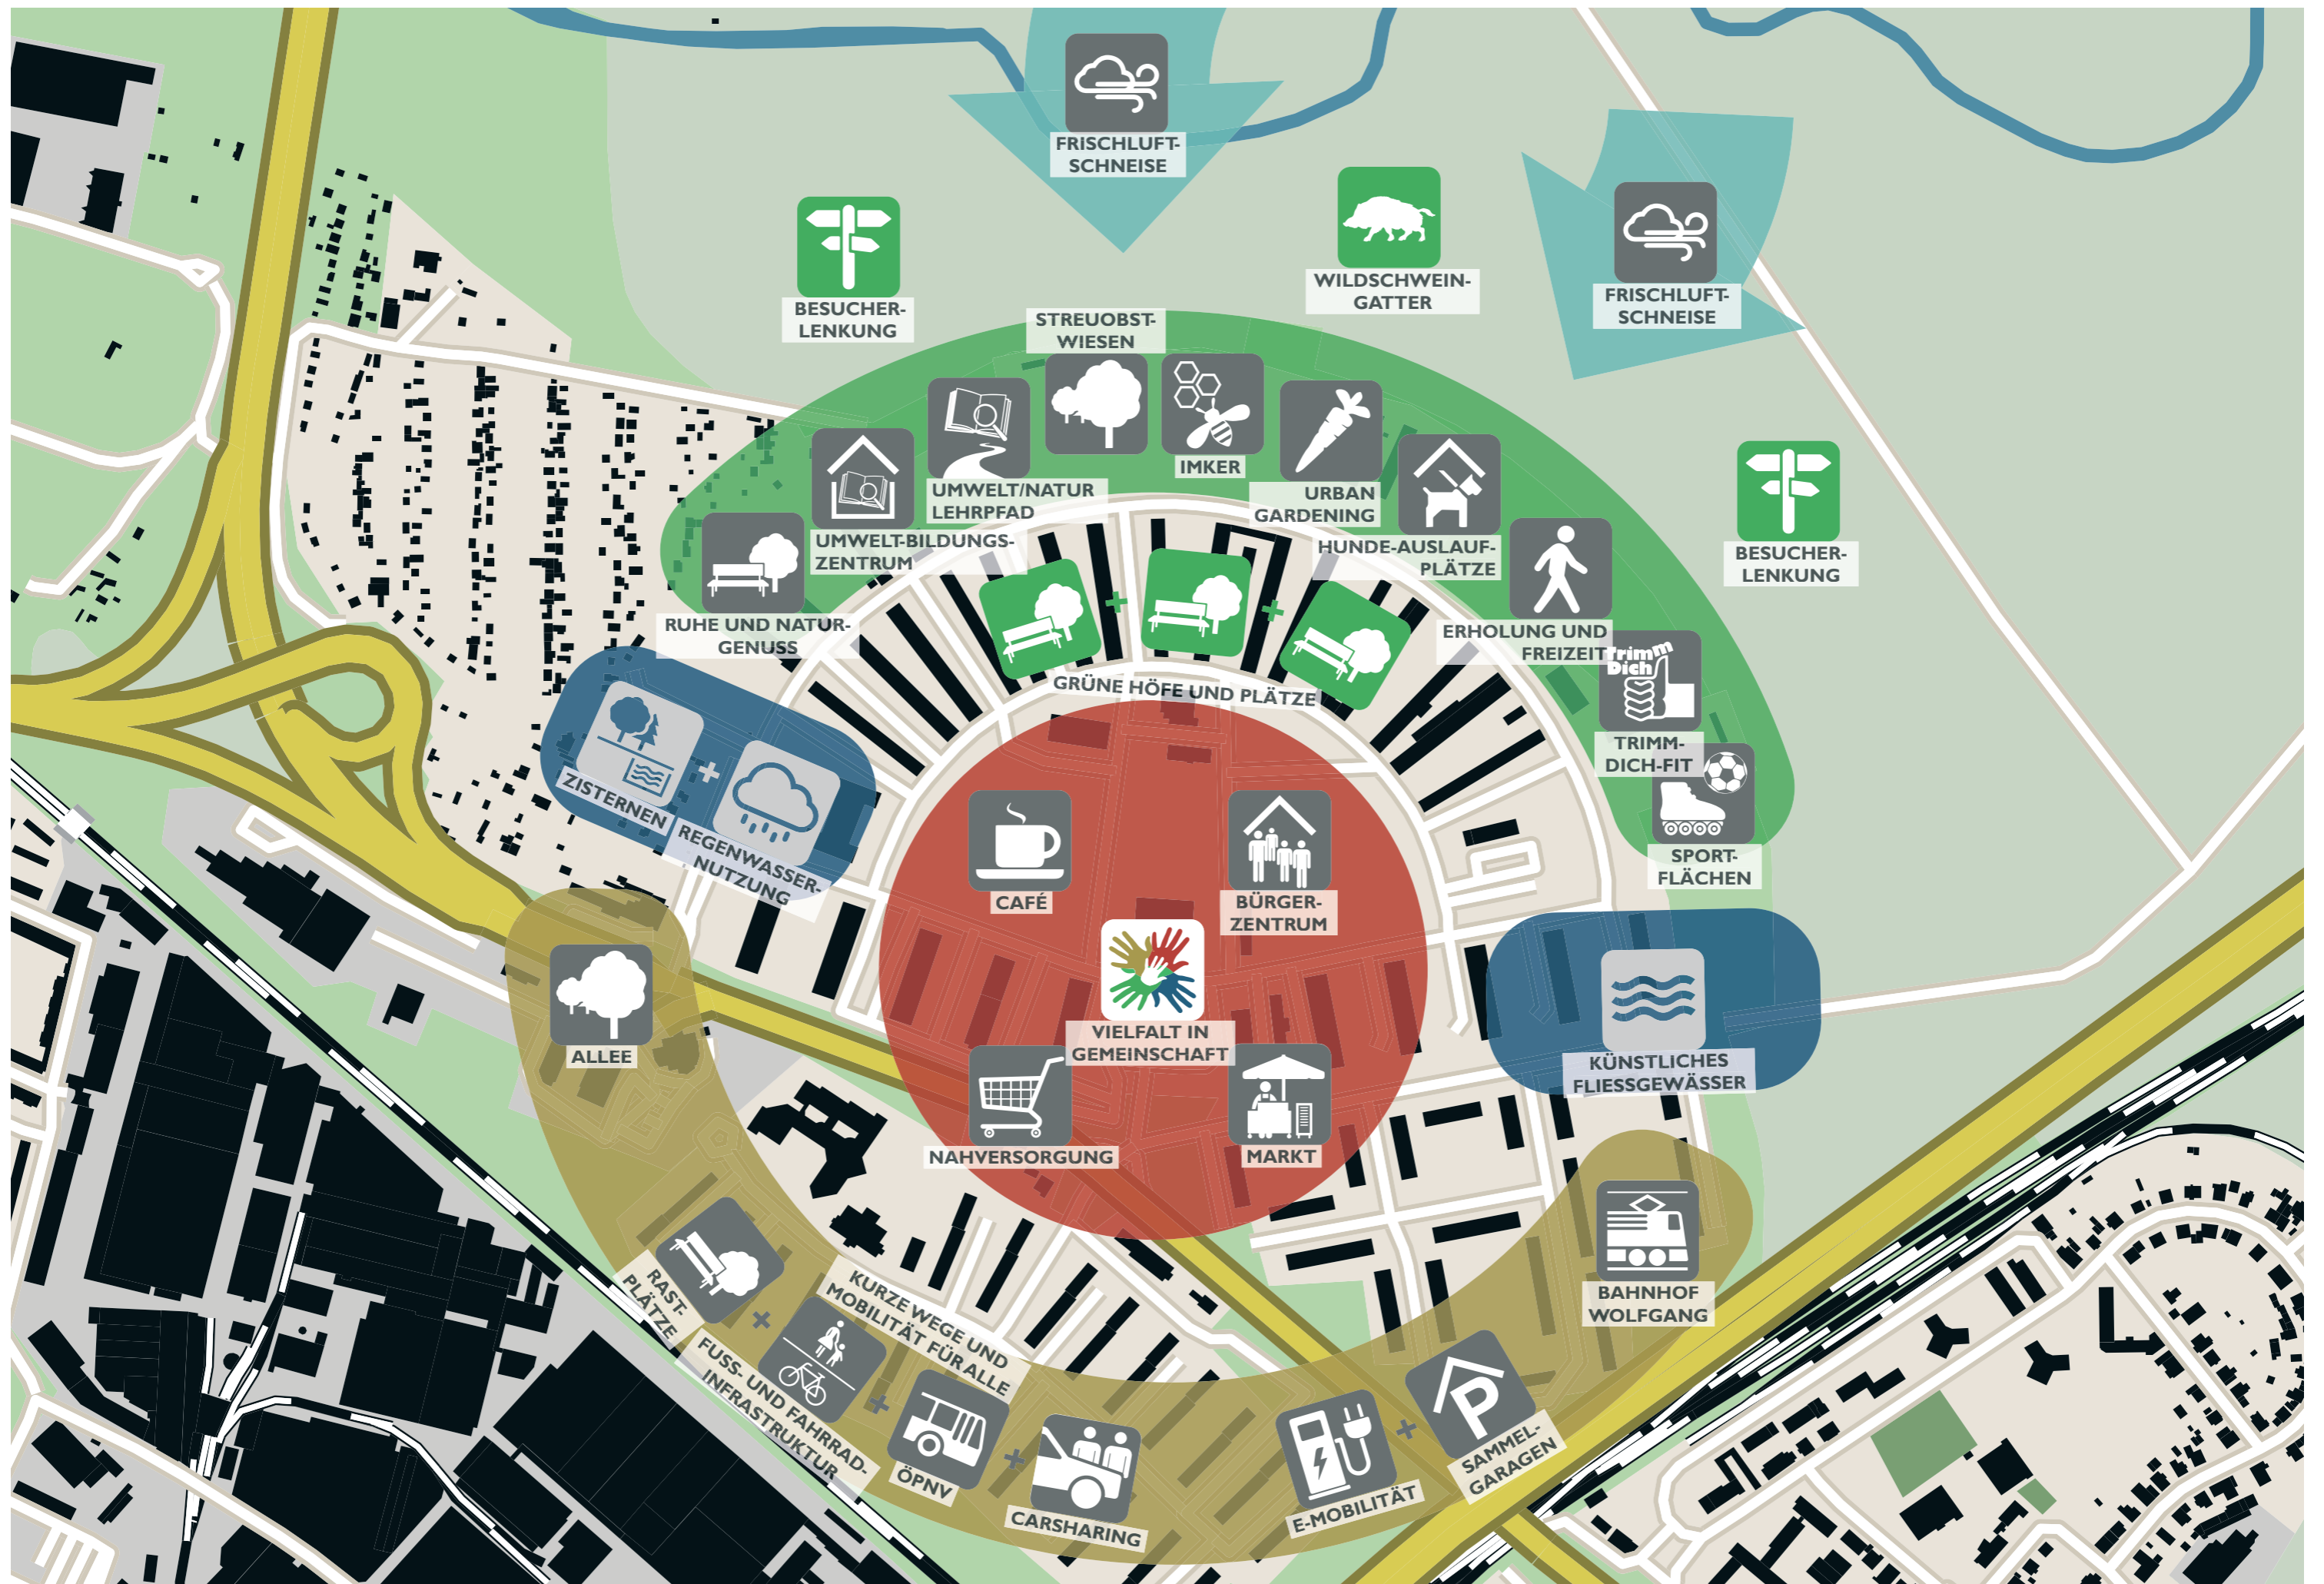 FRISCHLUFT-
SCHNEISE
BESUCHER-
LENKUNG
WILDSCHWEIN-
GATTER
FRISCHLUFT-
SCHNEISE
STREUOBST-
WIESEN
IMKER
UMWELT/NATUR
LEHRPFAD
URBAN
GARDENING
UMWELT-BILDUNGS-
ZENTRUM
HUNDE-AUSLAUF-
PLÄTZE
BESUCHER-
LENKUNG
RUHE UND NATUR-
GENUSS
ERHOLUNG UND
FREIZEIT
Trimm
Dich
TRIMM-
DICH-FIT
SPORT-
FLÄCHEN
GRÜNE HÖFE UND PLÄTZE
ZISTERNEN
REGENWASSER-
NUTZUNG
CAFÉ
BÜRGER-
ZENTRUM
VIELFALT IN
GEMEINSCHAFT
NAHVERSORGUNG
MARKT
KÜNSTLICHES
FLIESSGEWÄSSER
ALLEE
RAST-
PLÄTZE
KURZE WEGE UND
MOBILITÄT FÜR ALLE
FUSS- UND FAHRRAD-
INFRASTRUKTUR
ÖPNV
CARSHARING
E-MOBILITÄT
P
SAMMEL-
GARAGEN
BAHNHOF
WOLFGANG